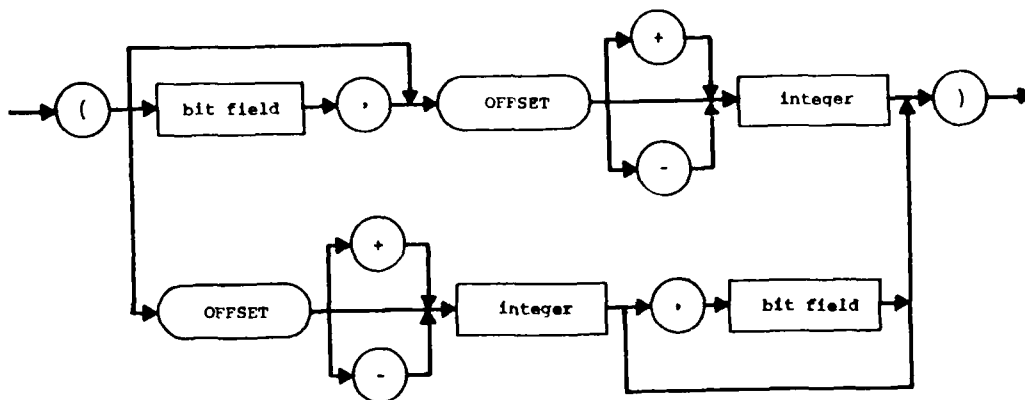 +
( bit field , OFFSET integer )
-
+
OFFSET integer , bit field
-